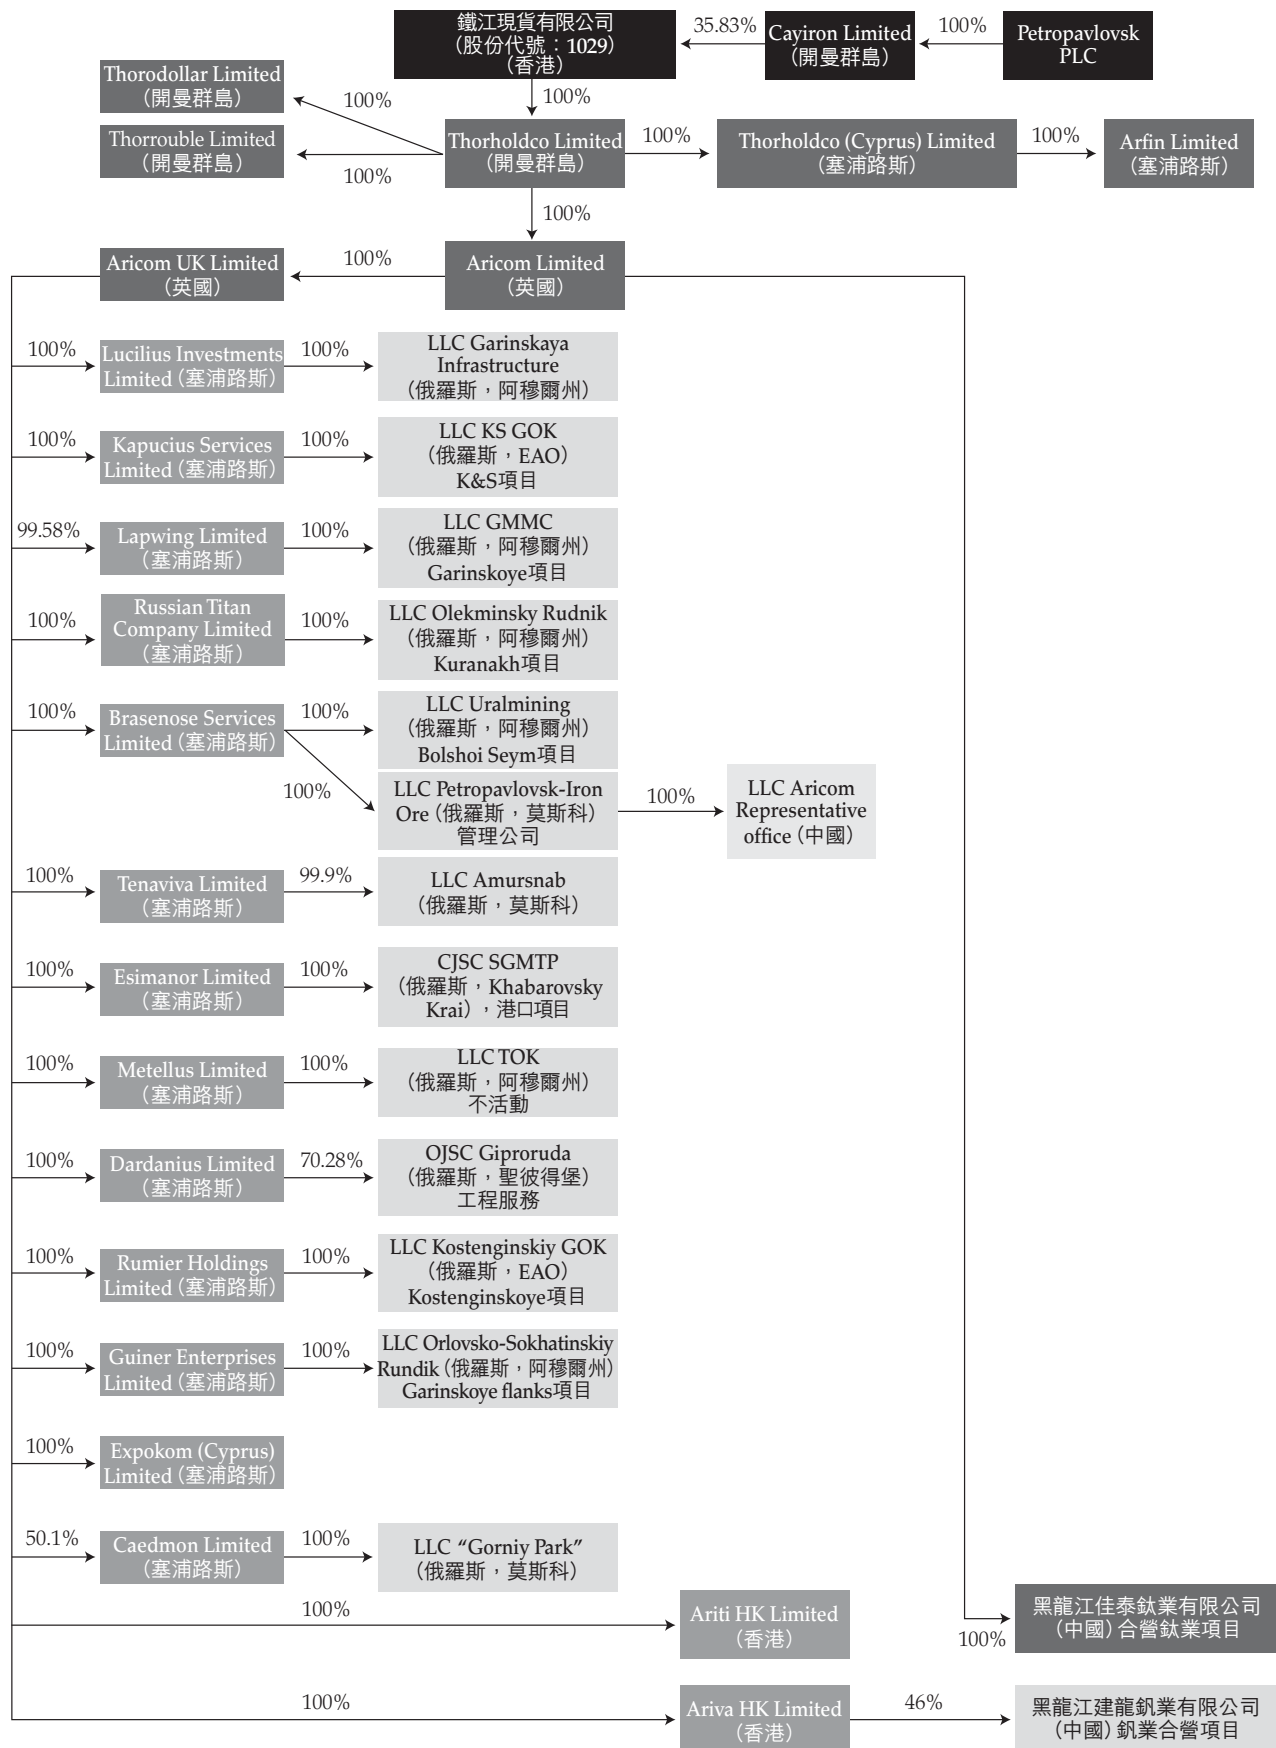 鐵江現貨有限公司
（股份代號：1029）
（香港）
35.83%
Cayiron Limited
（開曼群島）
100%
Petropavlovsk
PLC
100%
Thorodollar Limited
（開曼群島）
100%
Thorrouble Limited
（開曼群島）
100%
Thorholdco Limited
（開曼群島）
100%
Thorholdco (Cyprus) Limited
（塞浦路斯）
100%
Arfin Limited
（塞浦路斯）
100%
Aricom UK Limited
（英國）
100%
Aricom Limited
（英國）
100%
Lucilius Investments
Limited（塞浦路斯）
100%
LLC Garinskaya
Infrastructure
（俄羅斯，阿穆爾州）
100%
Kapucius Services
Limited（塞浦路斯）
100%
LLC KS GOK
（俄羅斯，EAO）
K&S項目
99.58%
Lapwing Limited
（塞浦路斯）
100%
LLC GMMC
（俄羅斯，阿穆爾州）
Garinskoye項目
100%
Russian Titan
Company Limited
（塞浦路斯）
100%
LLC Olekminsky Rudnik
（俄羅斯，阿穆爾州）
Kuranakh項目
100%
Brasenose Services
Limited（塞浦路斯）
100%
LLC Uralmining
（俄羅斯，阿穆爾州）
Bolshoi Seym項目
100%
LLC Petropavlovsk-Iron
Ore（俄羅斯，莫斯科）
管理公司
100%
LLC Aricom
Representative
office（中國）
100%
Tenaviva Limited
（塞浦路斯）
99.9%
LLC Amursnab
（俄羅斯，莫斯科）
100%
Esimanor Limited
（塞浦路斯）
100%
CJSC SGMTP
（俄羅斯，Khabarovsky
Krai），港口項目
100%
Metellus Limited
（塞浦路斯）
100%
LLC TOK
（俄羅斯，阿穆爾州）
不活動
100%
Dardanius Limited
（塞浦路斯）
70.28%
OJSC Giproruda
（俄羅斯，聖彼得堡）
工程服務
100%
Rumier Holdings
Limited（塞浦路斯）
100%
LLC Kostenginskiy GOK
（俄羅斯，EAO）
Kostenginskoye項目
100%
Guiner Enterprises
Limited（塞浦路斯）
100%
LLC Orlovsko-Sokhatinskiy
Rundik（俄羅斯，阿穆爾州）
Garinskoye flanks項目
100%
Expokom (Cyprus)
Limited（塞浦路斯）
50.1%
Caedmon Limited
（塞浦路斯）
100%
LLC “Gorniy Park”
（俄羅斯，莫斯科）
100%
Ariti HK Limited
（香港）
100%
黑龍江佳泰鈦業有限公司
（中國）合營鈦業項目
100%
Ariva HK Limited
（香港）
46%
黑龍江建龍釩業有限公司
（中國）釩業合營項目